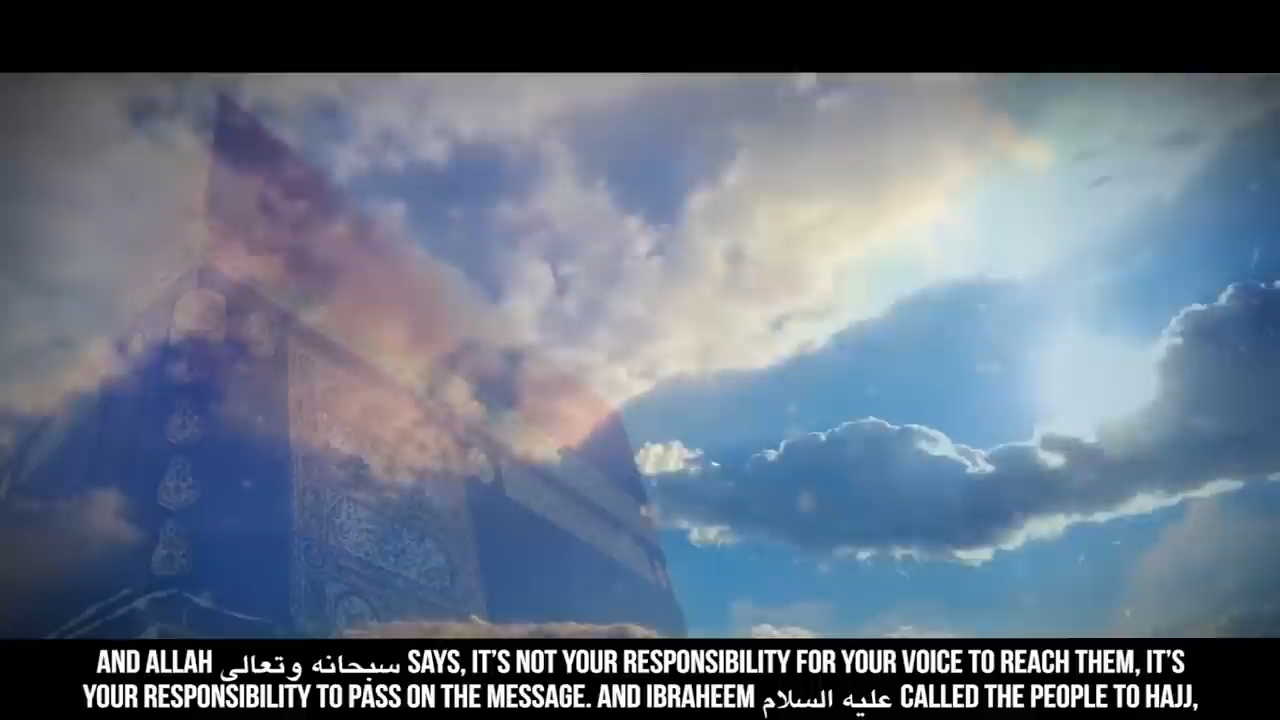 AND ALLAH سبحانه وتعالى SAYS, IT'S NOT YOUR RESPONSIBILITY FOR YOUR VOICE TO REACH THEM, IT'S
YOUR RESPONSIBILITY TO PASS ON THE MESSAGE. AND IBRAHEEM عليه السلام CALLED THE PEOPLE TO HAJJ,